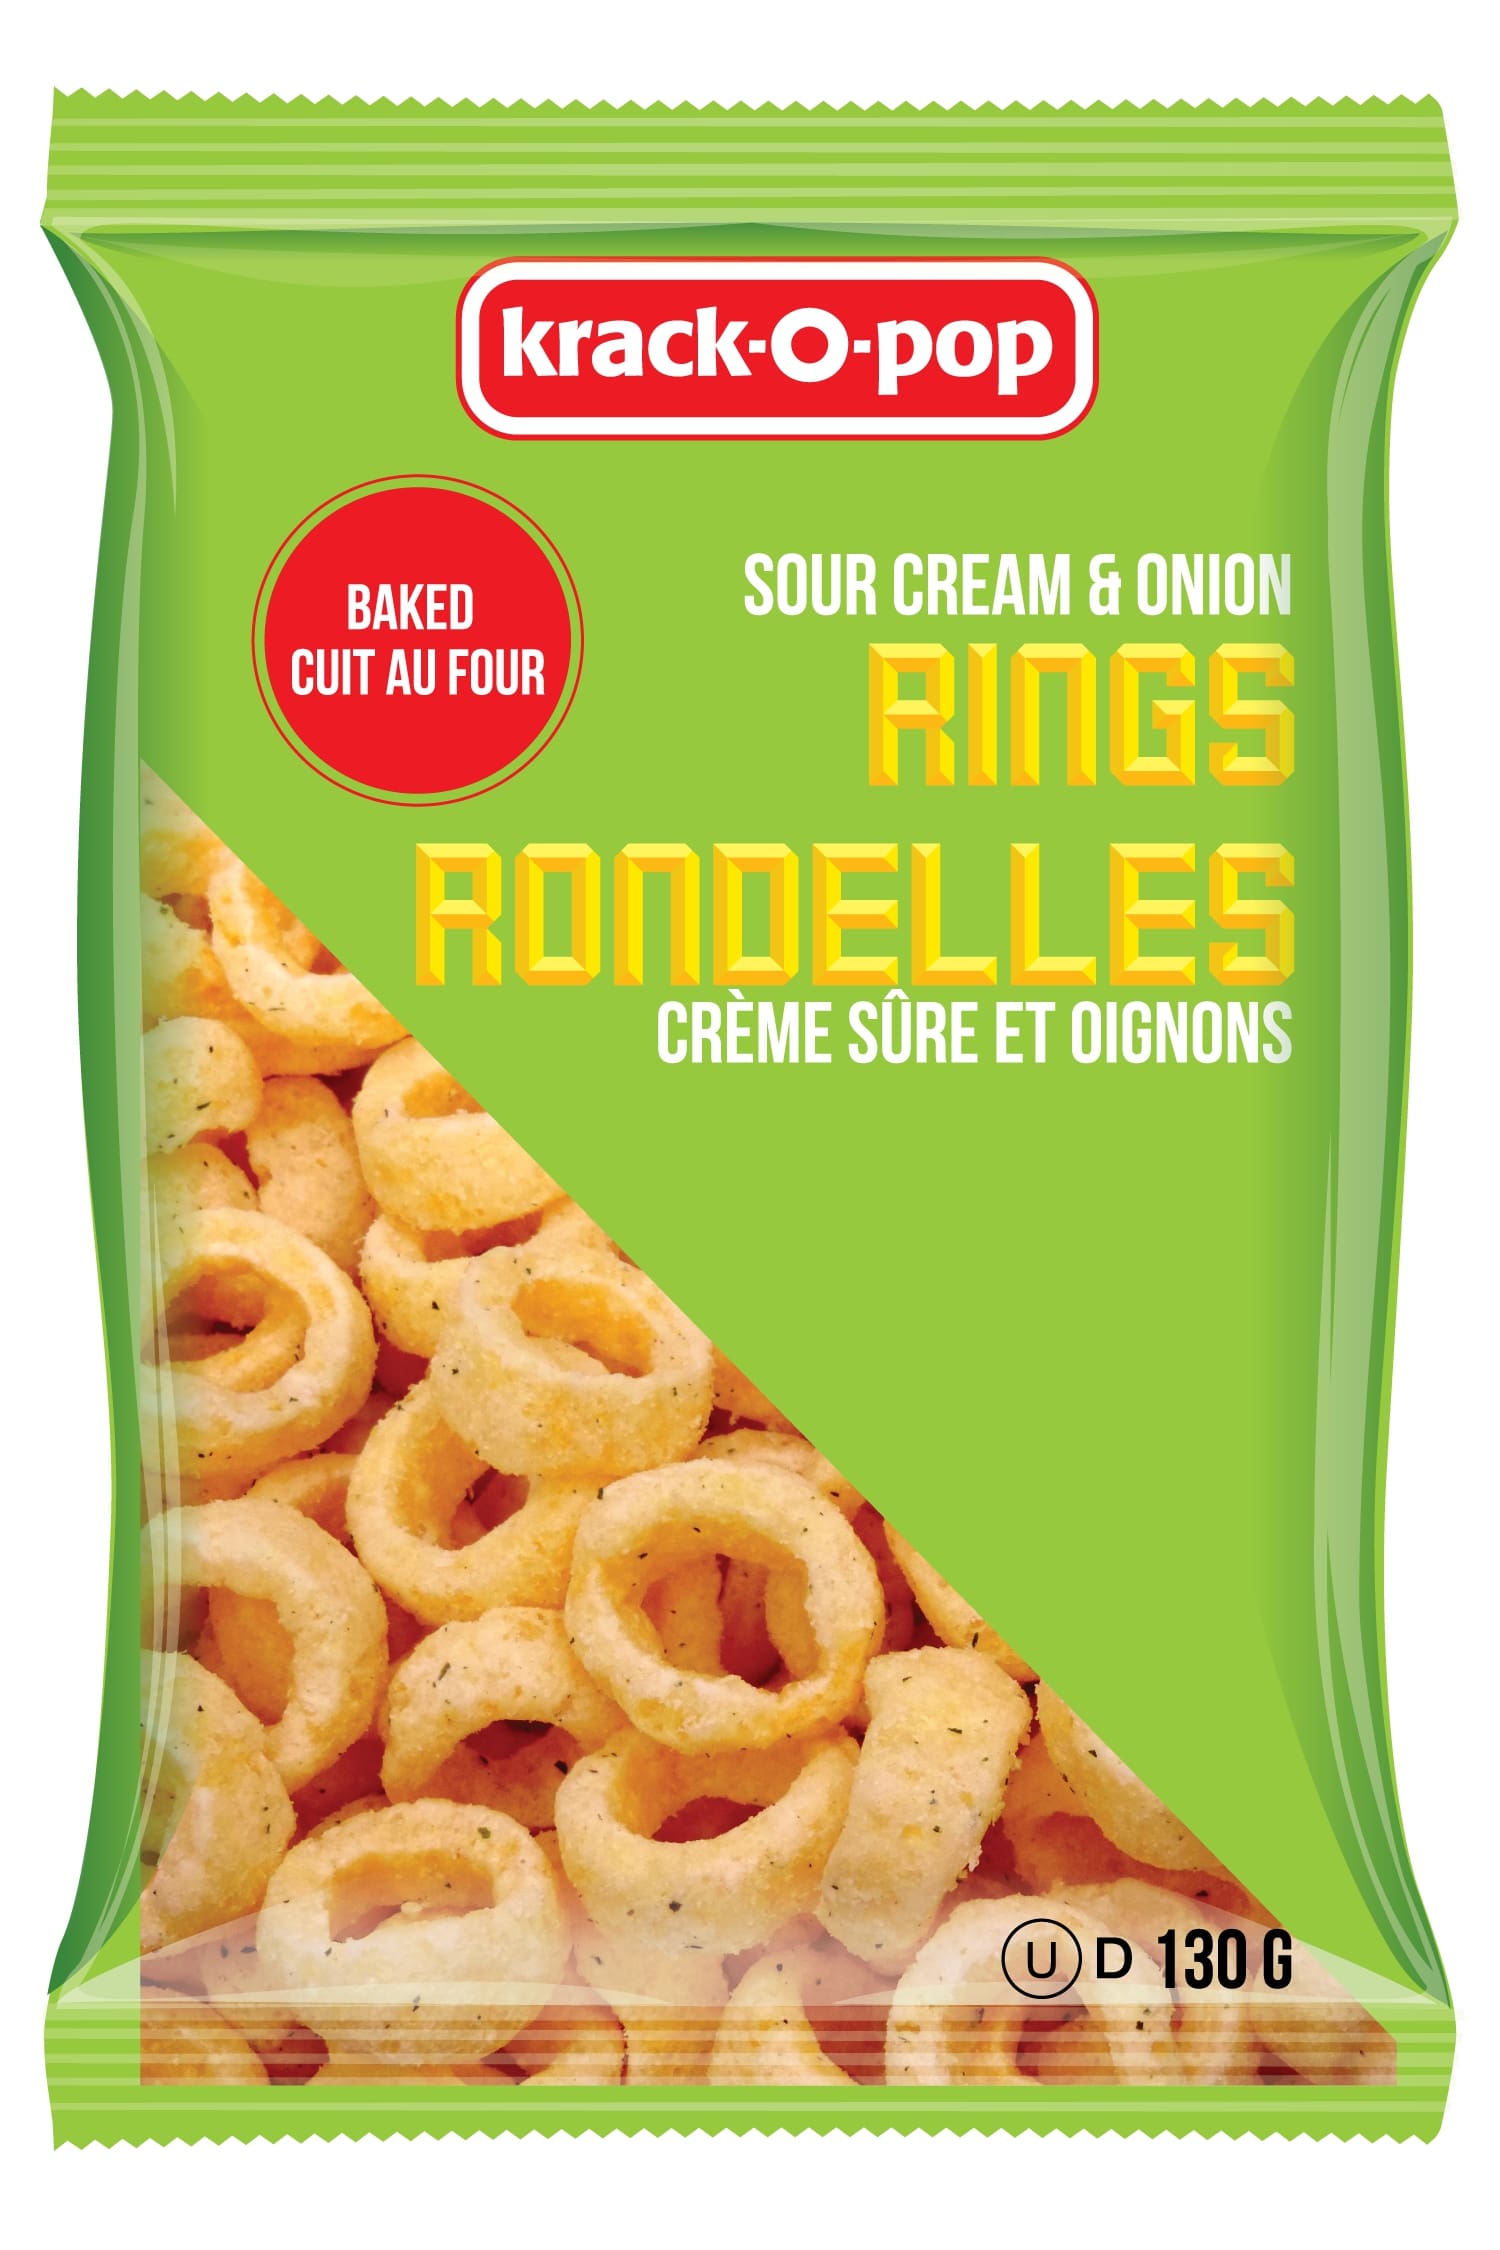 krack-O-pop
BAKED
CUIT AU FOUR
SOUR CREAM & ONION
RINGS
RONDELLES
CRÈME SÛRE ET OIGNONS
U D 130 G